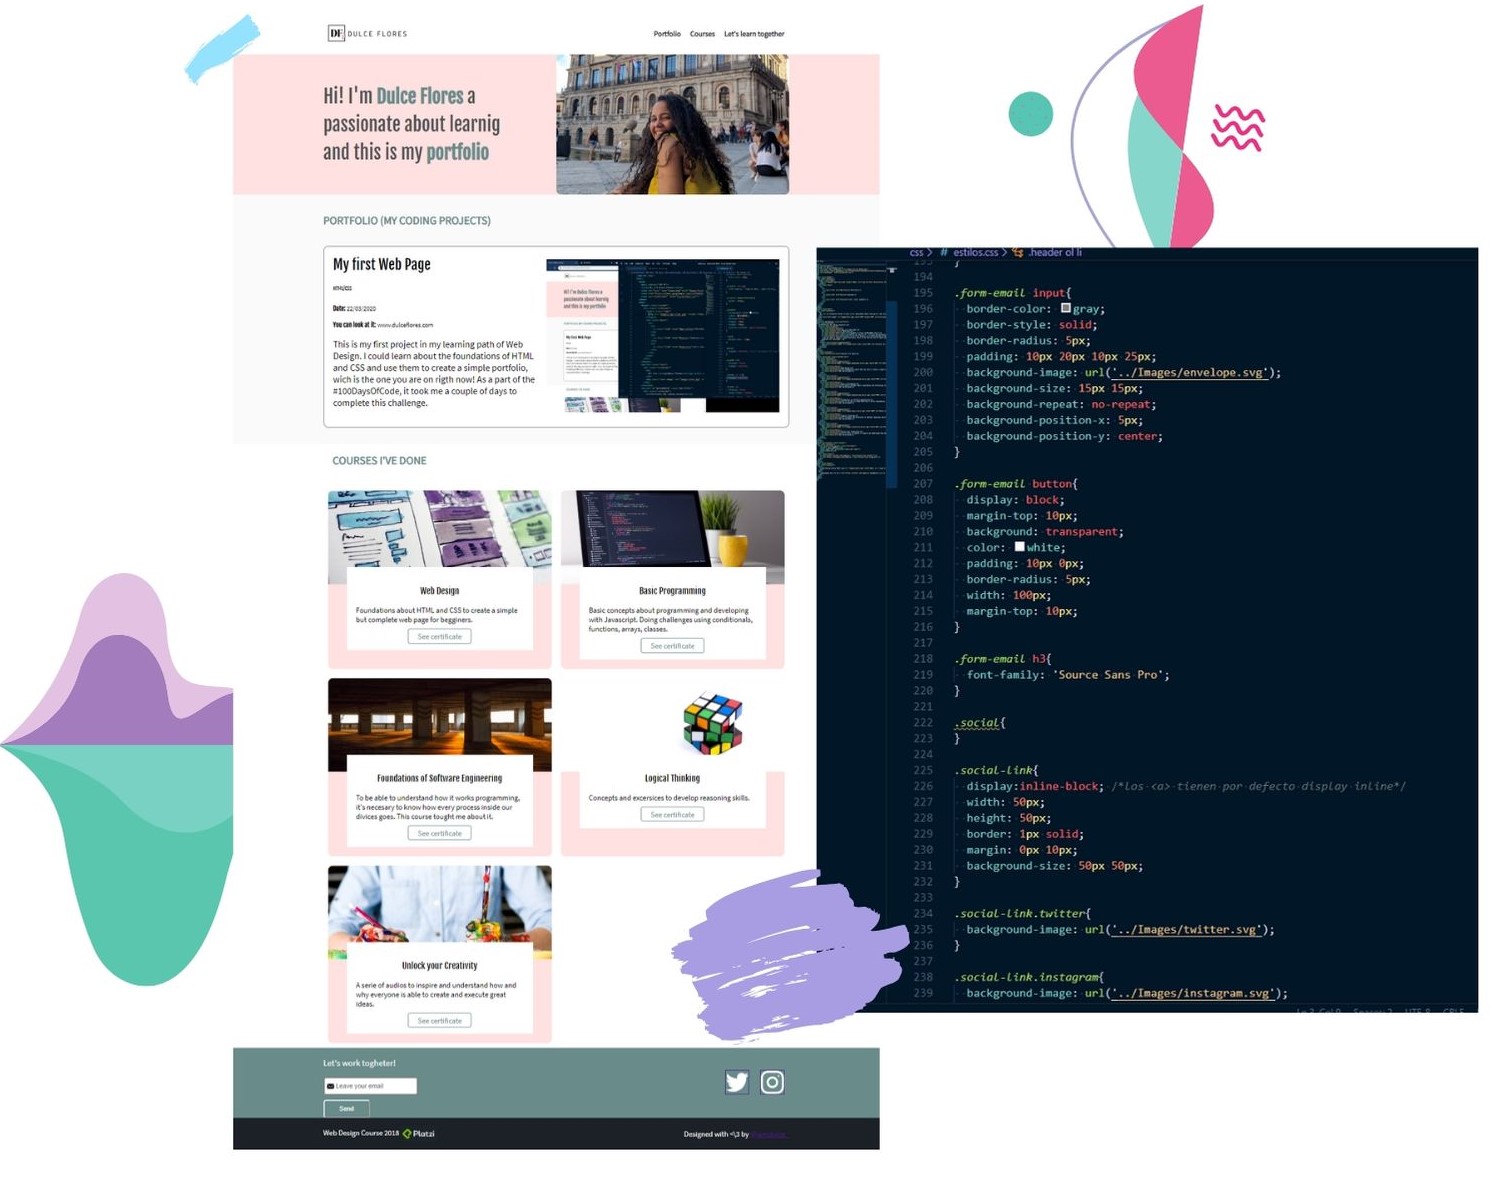 DF DULCE FLORES
Portfolio Courses Let's learn together
Hi! I'm Dulce Flores a
passionate about learnig
and this is my portfolio
PORTFOLIO (MY CODING PROJECTS)
My first Web Page
HTML/CSS
Date: 22/03/2020
You can look at it: www.dulceflores.com
This is my first project in my learning path of Web
Design. I could learn about the foundations of HTML
and CSS and use them to create a simple portfolio,
wich is the one you are on rigth now! As a part of the
#100DaysOfCode, it took me a couple of days to
complete this challenge.
Hi! I'm Dulce Flores a
passionate about learnig
and this is my portfolio
My first Web Page
COURSES I'VE DONE
Web Design
Foundations about HTML and CSS to create a simple
but complete web page for begginers.
See certificate
Basic Programming
Basic concepts about programming and developing
with Javascript. Doing challenges using conditionals,
functions, arrays, classes.
See certificate
Foundations of Software Engineering
To be able to understand how it works programming,
it's necesary to know how every process inside our
divices goes. This course tought me about it.
See certificate
Logical Thinking
Concepts and excersices to develop reasoning skills.
See certificate
Unlock your Creativity
A serie of audios to inspire and understand how and
why everyone is able to create and execute great
ideas.
See certificate
Let's work togheter!
Leave your email
Send
Web Design Course 2018 Platzi
Designed with <\3 by
css > # estilos.css > .header ol li
193 }
194
195 .form-email input{
196 border-color: gray;
197 border-style: solid;
198 border-radius: 5px;
199 padding: 10px 20px 10px 25px;
200 background-image: url('../Images/envelope.svg');
201 background-size: 15px 15px;
202 background-repeat: no-repeat;
203 background-position-x: 5px;
204 background-position-y: center;
205 }
206
207 .form-email button{
208 display: block;
209 margin-top: 10px;
210 background: transparent;
211 color: white;
212 padding: 10px 0px;
213 border-radius: 5px;
214 width: 100px;
215 margin-top: 10px;
216 }
217
218 .form-email h3{
219 font-family: 'Source Sans Pro';
220 }
221
222 .social{
223 }
224
225 .social-link{
226 display:inline-block; /*los <a> tienen por defecto display inline*/
227 width: 50px;
228 height: 50px;
229 border: 1px solid;
230 margin: 0px 10px;
231 background-size: 50px 50px;
232 }
233
234 .social-link.twitter{
235 background-image: url('../Images/twitter.svg');
236 }
237
238 .social-link.instagram{
239 background-image: url('../Images/instagram.svg');